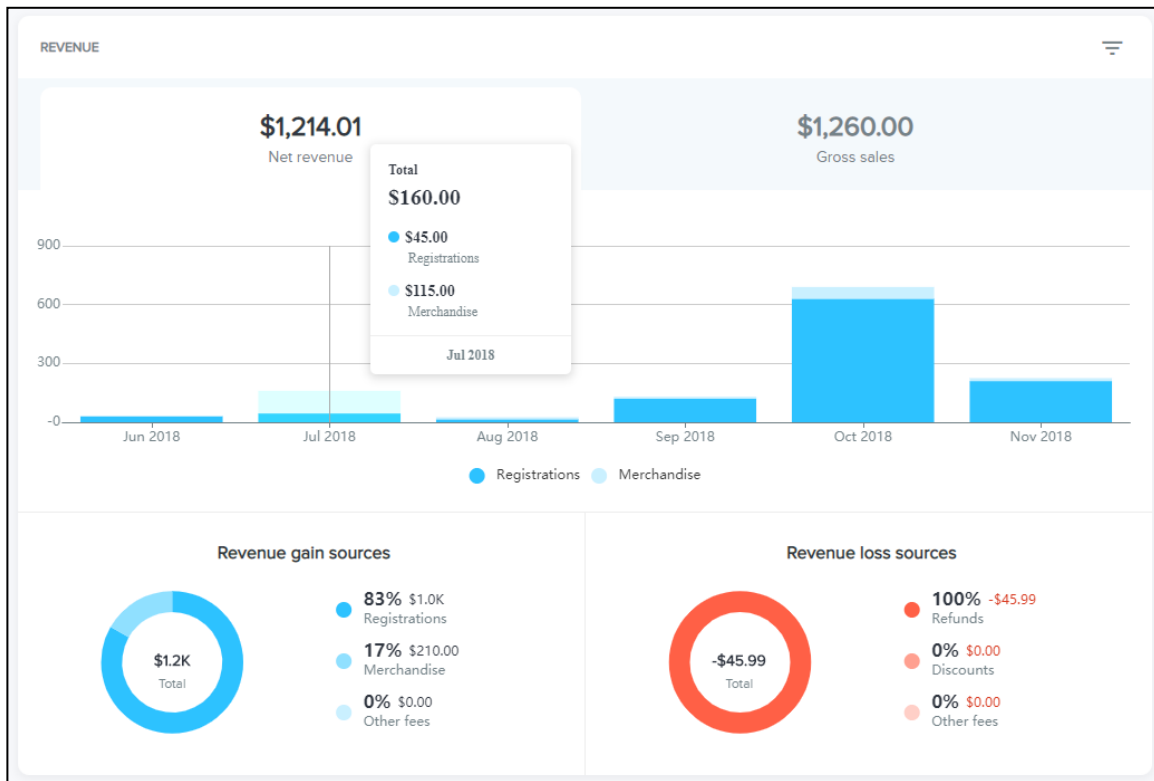 REVENUE
$1,214.01
Net revenue
$1,260.00
Gross sales
Total
$160.00
$45.00
Registrations
$115.00
Merchandise
Jul 2018
900
600
300
-0
Jun 2018 Jul 2018 Aug 2018 Sep 2018 Oct 2018 Nov 2018
Registrations Merchandise
Revenue gain sources
$1.2K
Total
83% $1.0K
Registrations
17% $210.00
Merchandise
0% $0.00
Other fees
Revenue loss sources
-$45.99
Total
100% -$45.99
Refunds
0% $0.00
Discounts
0% $0.00
Other fees